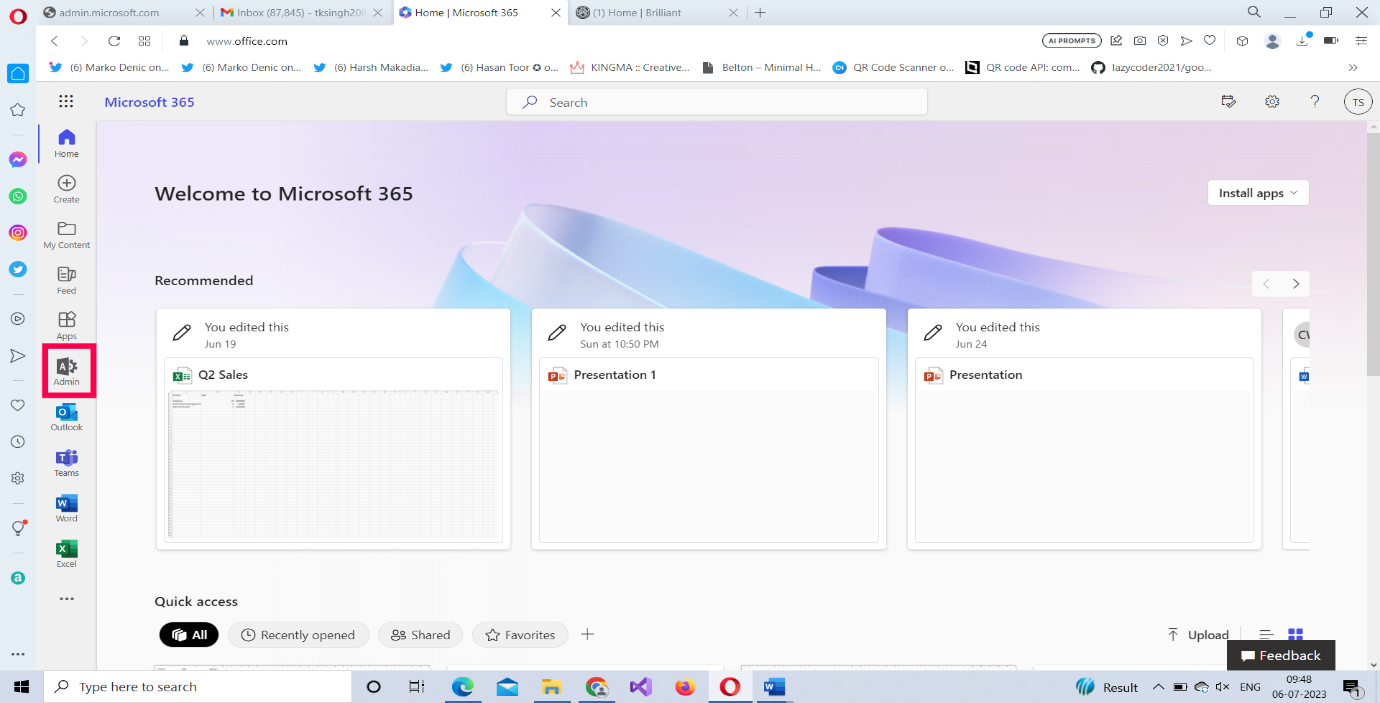 admin.microsoft.com
Inbox (87,845) - tksingh20
Home | Microsoft 365
(1) Home | Brilliant
www.office.com
AI PROMPTS
(6) Marko Denic on...
(6) Marko Denic on...
(6) Harsh Makadia...
(6) Hasan Toor ✪ o...
KINGMA :: Creative...
Belton – Minimal H...
QR Code Scanner o...
QR code API: com...
lazycoder2021/goo...
Microsoft 365
Search
TS
Home
Create
My Content
Feed
Apps
Admin
Outlook
Teams
Word
Excel
Welcome to Microsoft 365
Install apps
Recommended
You edited this
Jun 19
Q2 Sales
You edited this
Sun at 10:50 PM
Presentation 1
You edited this
Jun 24
Presentation
Quick access
All
Recently opened
Shared
Favorites
Upload
Feedback
Type here to search
Result
ENG
09:48
06-07-2023
1